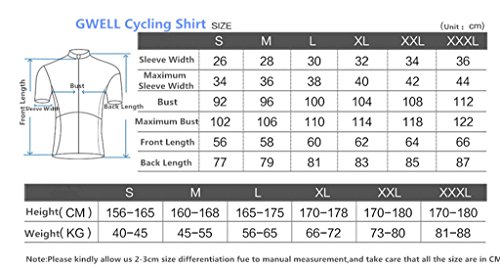 GWELL Cycling Shirt SIZE (Unit: cm)
S M L XL XXL XXXL
Sleeve Width 26 28 30 32 34 36
Maximum Sleeve Width 34 36 38 40 42 44
Bust 92 96 100 104 108 112
Maximum Bust 102 106 110 114 118 122
Front Length 56 58 60 62 64 66
Back Length 77 79 81 83 85 87
Front Length
Sleeve Width
Bust
Back Length
S M L XL XXL XXXL
Height(CM) 156-165 160-168 165-175 170-178 170-180 170-180
Weight(KG) 40-45 45-55 56-65 66-72 73-80 81-88
Note:Please kindly allow us 2-3cm size differentiation fue to manual measurement,and take care that all the size are in CM